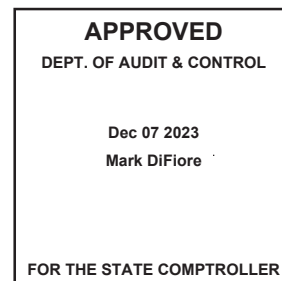 APPROVED
DEPT. OF AUDIT & CONTROL
Dec 07 2023
Mark DiFiore
FOR THE STATE COMPTROLLER